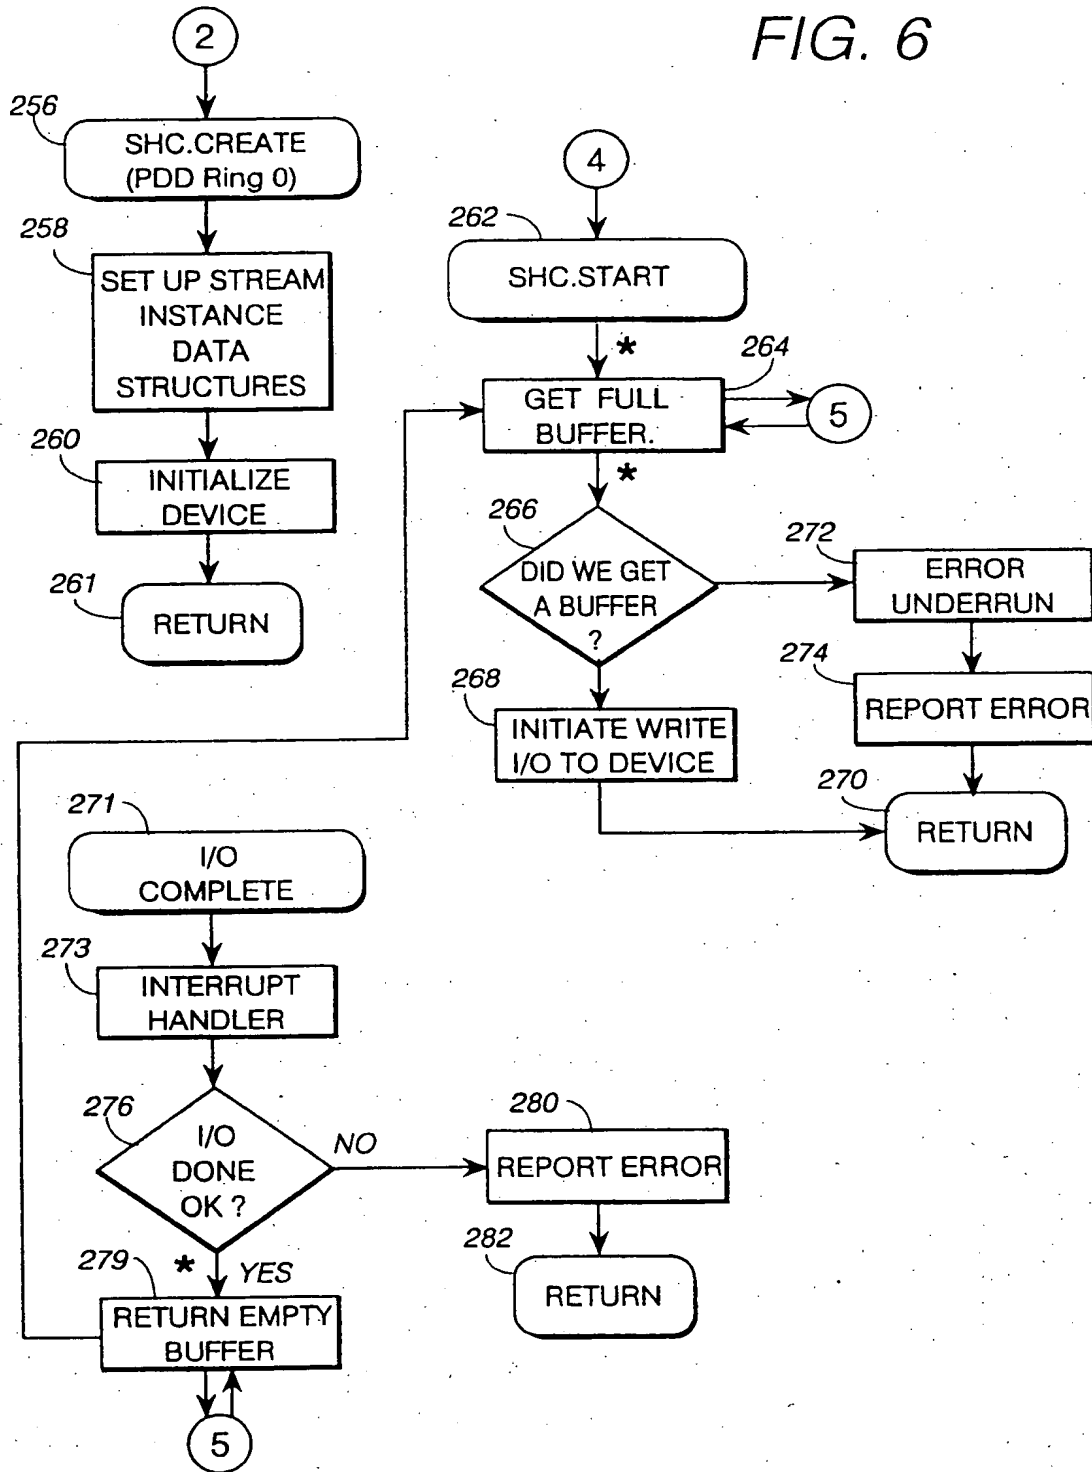 FIG. 6
2
256
SHC.CREATE
(PDD Ring 0)
258
SET UP STREAM
INSTANCE
DATA
STRUCTURES
260
INITIALIZE
DEVICE
261
RETURN
4
262
SHC.START
*
264
GET FULL
BUFFER.
5
*
266
DID WE GET
A BUFFER
?
272
ERROR
UNDERRUN
274
REPORT ERROR
268
INITIATE WRITE
I/O TO DEVICE
270
RETURN
271
I/O
COMPLETE
273
INTERRUPT
HANDLER
276
I/O
DONE
OK ?
NO
280
REPORT ERROR
282
RETURN
* YES
279
RETURN EMPTY
BUFFER
5